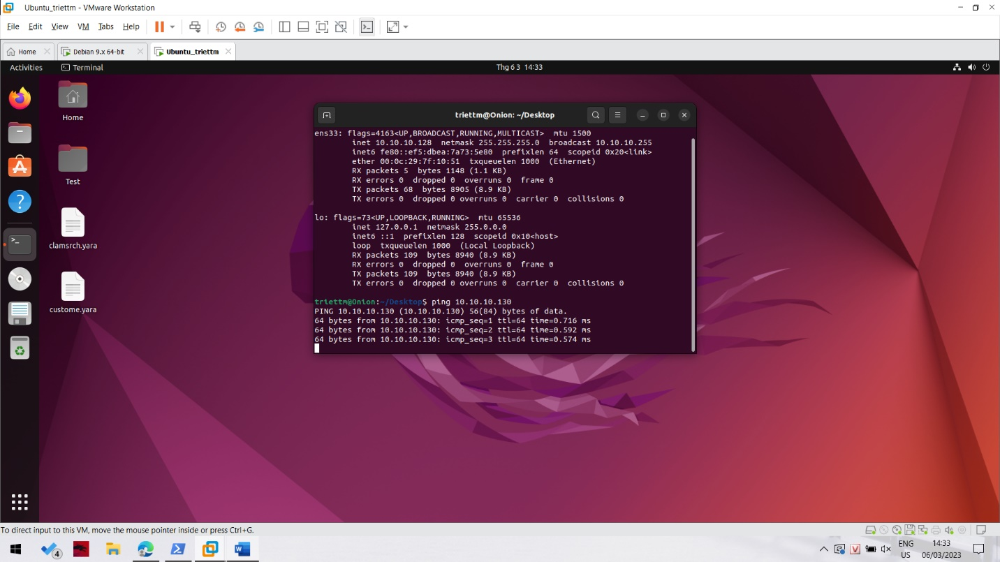 Ubuntu_triettm - VMware Workstation
File Edit View VM Tabs Help
Home Debian 9.x 64-bit Ubuntu_triettm
Activities Terminal Thg 6 3 14:33
Home
Test
clamsrch.yara
custome.yara
triettm@Onion: ~/Desktop
ens33: flags=4163<UP,BROADCAST,RUNNING,MULTICAST>  mtu 1500
        inet 10.10.10.128  netmask 255.255.255.0  broadcast 10.10.10.255
        inet6 fe80::ef5:dbea:7a73:5e80  prefixlen 64  scopeid 0x20<link>
        ether 00:0c:29:7f:10:51  txqueuelen 1000  (Ethernet)
        RX packets 5  bytes 1148 (1.1 KB)
        RX errors 0  dropped 0  overruns 0  frame 0
        TX packets 68  bytes 8905 (8.9 KB)
        TX errors 0  dropped 0 overruns 0  carrier 0  collisions 0
lo: flags=73<UP,LOOPBACK,RUNNING>  mtu 65536
        inet 127.0.0.1  netmask 255.0.0.0
        inet6 ::1  prefixlen 128  scopeid 0x10<host>
        loop  txqueuelen 1000  (Local Loopback)
        RX packets 109  bytes 8940 (8.9 KB)
        RX errors 0  dropped 0  overruns 0  frame 0
        TX packets 109  bytes 8940 (8.9 KB)
        TX errors 0  dropped 0 overruns 0  carrier 0  collisions 0
triettm@Onion:~/Desktop$ ping 10.10.10.130
PING 10.10.10.130 (10.10.10.130) 56(84) bytes of data.
64 bytes from 10.10.10.130: icmp_seq=1 ttl=64 time=0.716 ms
64 bytes from 10.10.10.130: icmp_seq=2 ttl=64 time=0.592 ms
64 bytes from 10.10.10.130: icmp_seq=3 ttl=64 time=0.574 ms
To direct input to this VM, move the mouse pointer inside or press Ctrl+G.
4
ENG 14:33
US 06/03/2023